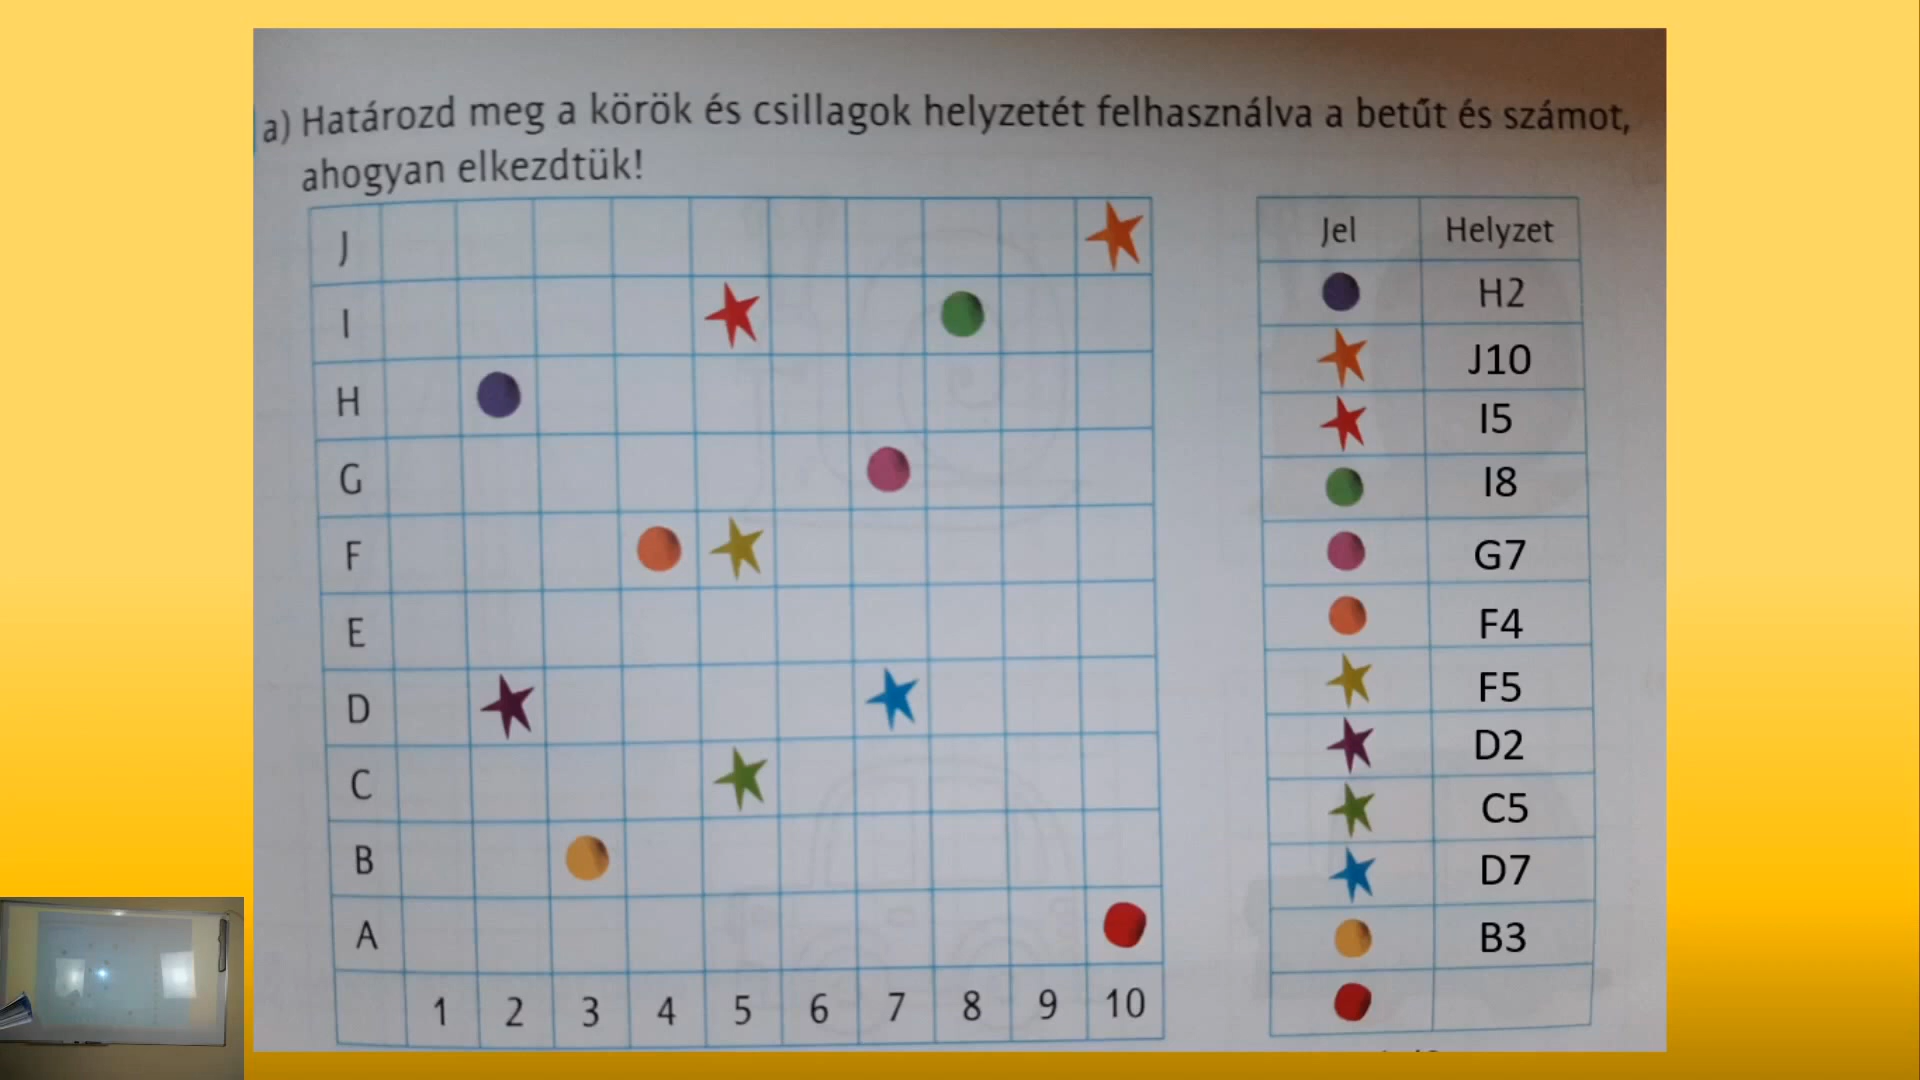 a) Határozd meg a körök és csillagok helyzetét felhasználva a betűt és számot,
ahogyan elkezdtük!
J
I
H
G
F
E
D
C
B
A
1 2 3 4 5 6 7 8 9 10
Jel Helyzet
H2
J10
I5
I8
G7
F4
F5
D2
C5
D7
B3